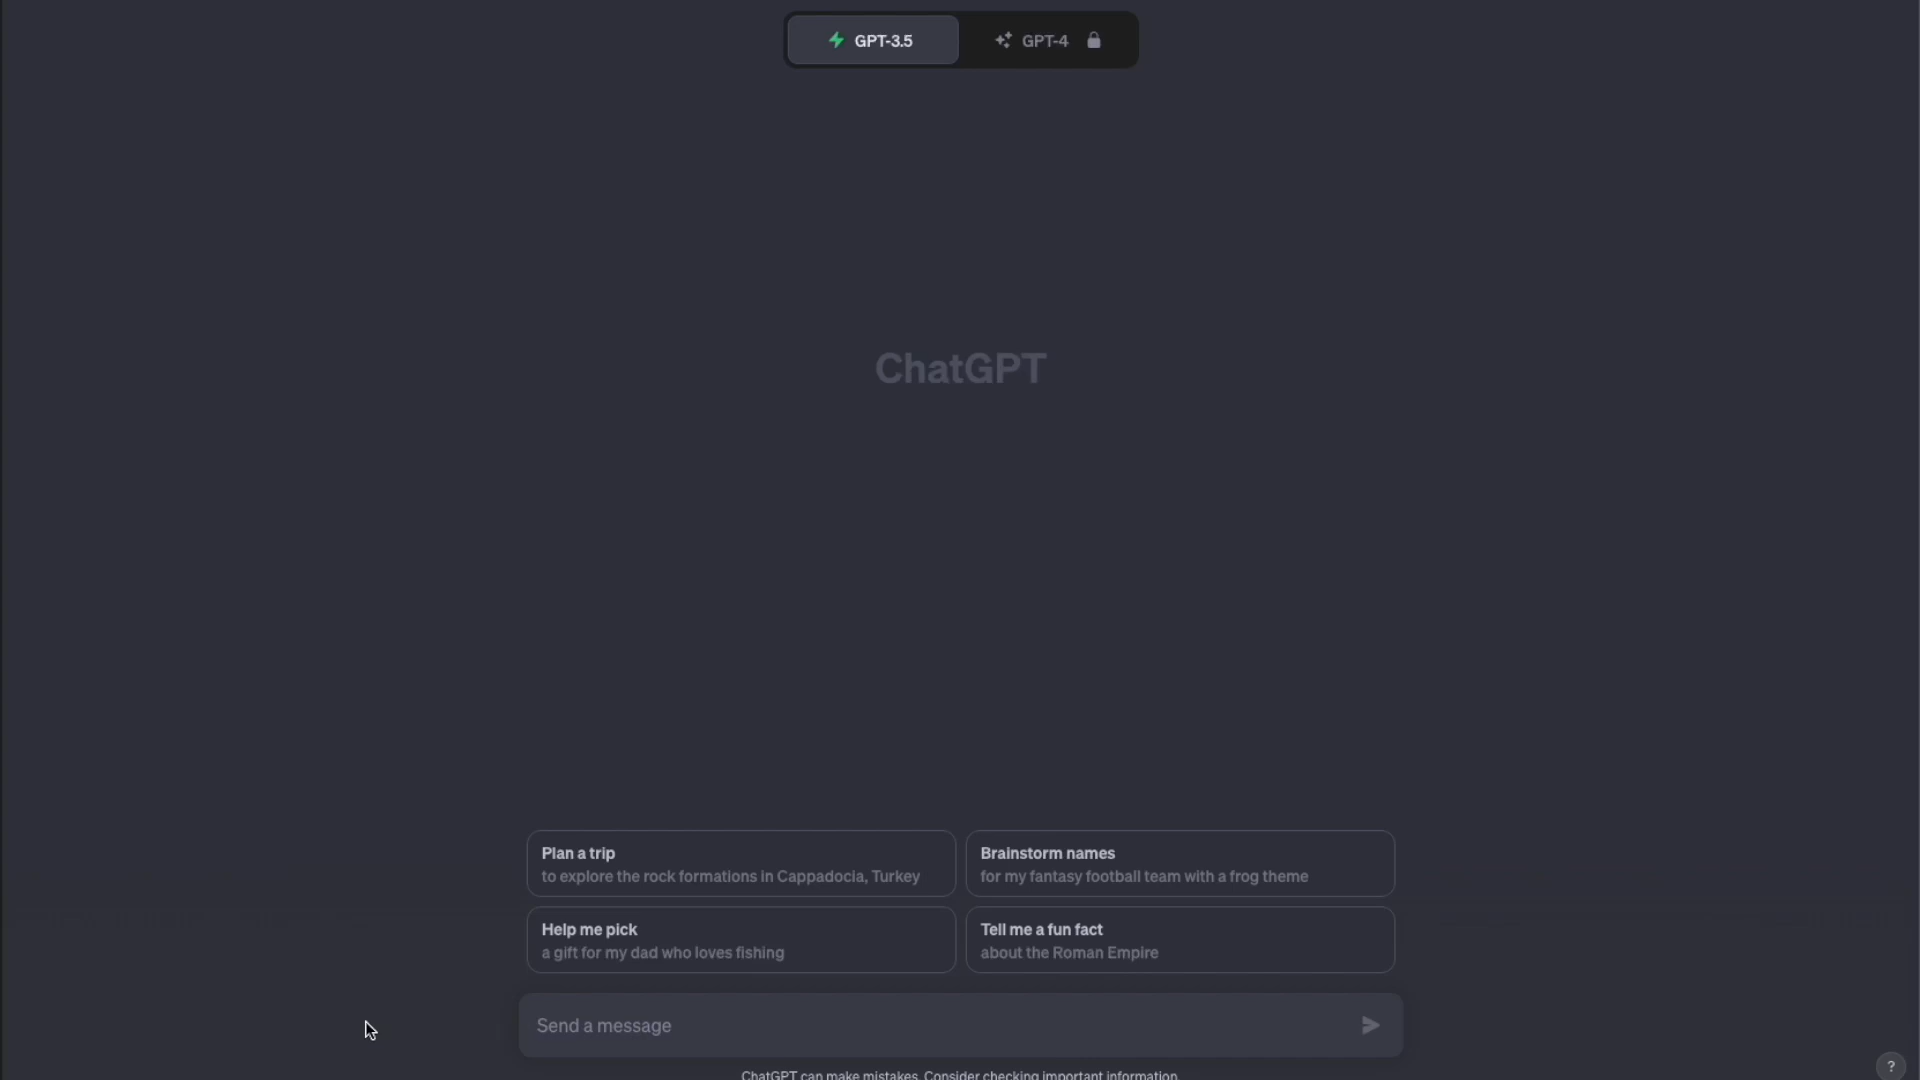 GPT-3.5
GPT-4
ChatGPT
Plan a trip
to explore the rock formations in Cappadocia, Turkey
Brainstorm names
for my fantasy football team with a frog theme
Help me pick
a gift for my dad who loves fishing
Tell me a fun fact
about the Roman Empire
Send a message
ChatGPT can make mistakes. Consider checking important information.
?